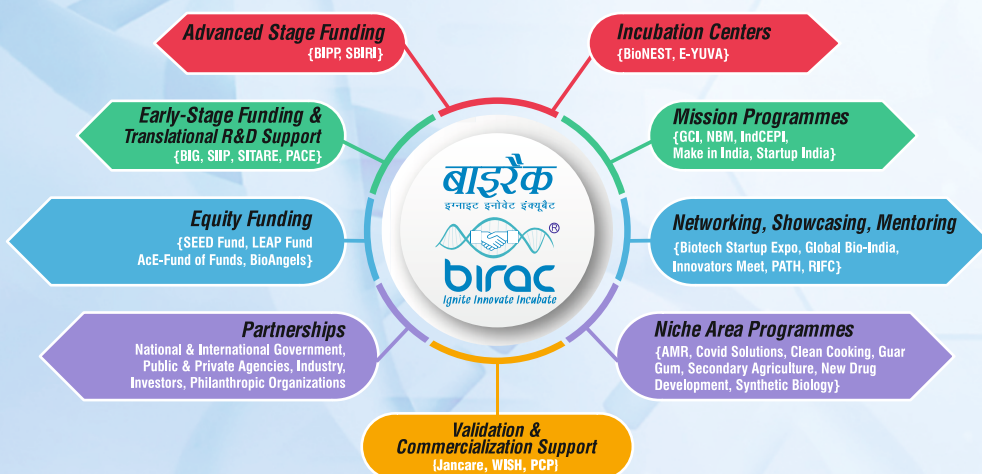 Advanced Stage Funding
{BIPP, SBIRI}
Incubation Centers
{BioNEST, E-YUVA}
Early-Stage Funding &
Translational R&D Support
{BIG, SIIP, SITARE, PACE}
Mission Programmes
{GCI, NBM, IndCEPI,
Make in India, Startup India}
Equity Funding
{SEED Fund, LEAP Fund
AcE-Fund of Funds, BioAngels}
Networking, Showcasing, Mentoring
{Biotech Startup Expo, Global Bio-India,
Innovators Meet, PATH, RIFC}
Partnerships
National & International Government,
Public & Private Agencies, Industry,
Investors, Philanthropic Organizations
Niche Area Programmes
{AMR, Covid Solutions, Clean Cooking, Guar
Gum, Secondary Agriculture, New Drug
Development, Synthetic Biology}
बाइरैक
इग्नाइट इनोवेट इंक्यूबैट
®
birac
Ignite Innovate Incubate
Validation &
Commercialization Support
{Jancare, WISH, PCP}